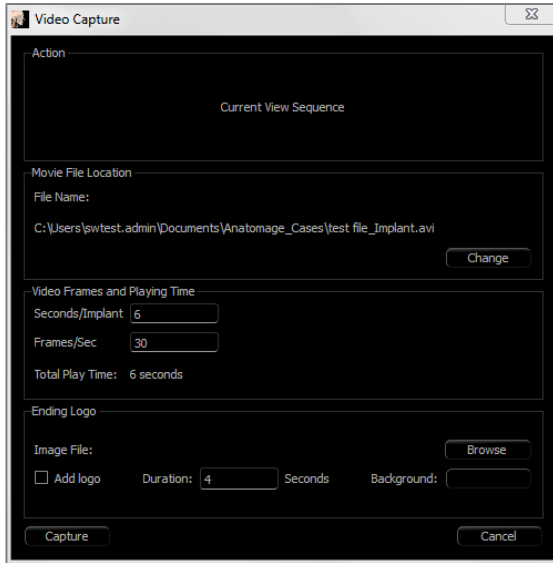 Video Capture
Action
Current View Sequence
Movie File Location
File Name:
C:\Users\swtest.admin\Documents\Anatomage_Cases\test file_Implant.avi
Change
Video Frames and Playing Time
Seconds/Implant 6
Frames/Sec 30
Total Play Time: 6 seconds
Ending Logo
Image File: Browse
Add logo Duration: 4 Seconds Background:
Capture Cancel